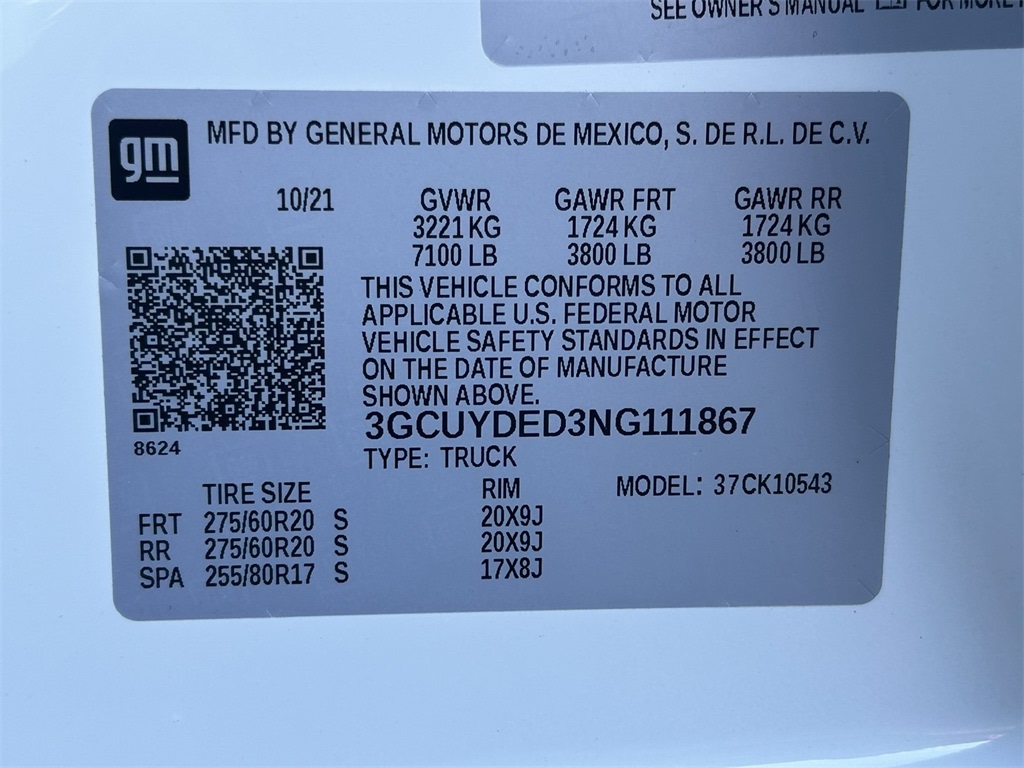 SEE OWNER'S MANUAL FOR MORE
gm
MFD BY GENERAL MOTORS DE MEXICO, S. DE R.L. DE C.V.
10/21 GVWR GAWR FRT GAWR RR
3221 KG 1724 KG 1724 KG
7100 LB 3800 LB 3800 LB
THIS VEHICLE CONFORMS TO ALL
APPLICABLE U.S. FEDERAL MOTOR
VEHICLE SAFETY STANDARDS IN EFFECT
ON THE DATE OF MANUFACTURE
SHOWN ABOVE.
3GCUYDED3NG111867
8624
TYPE: TRUCK
TIRE SIZE RIM MODEL: 37CK10543
FRT 275/60R20 S 20X9J
RR 275/60R20 S 20X9J
SPA 255/80R17 S 17X8J